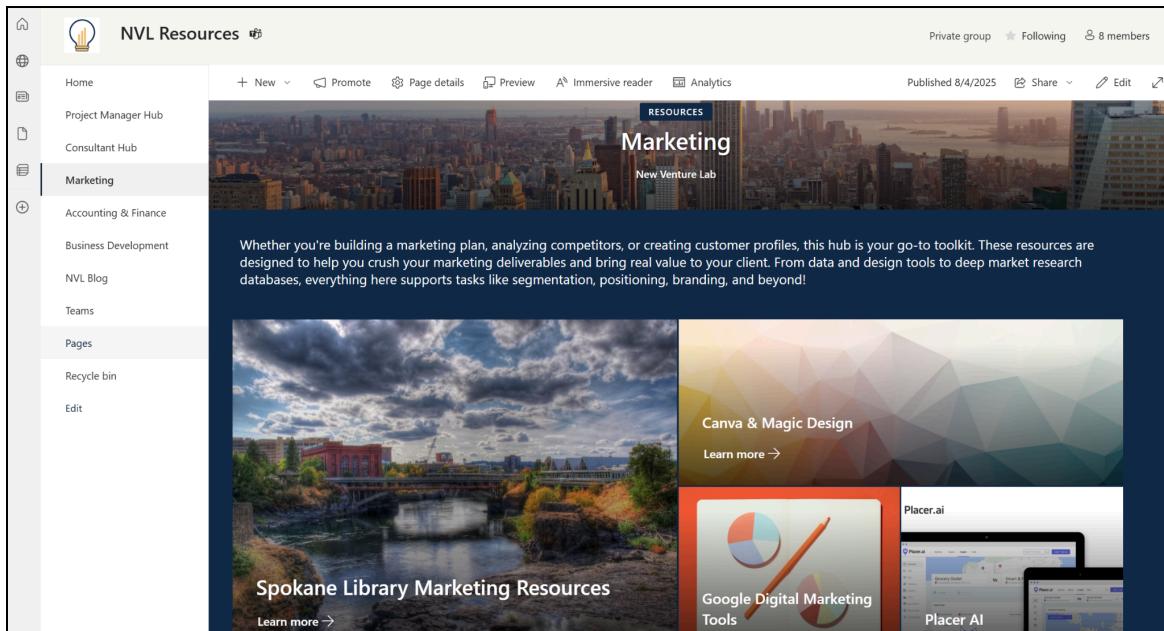 NVL Resources
Private group
Following
8 members
Home
Project Manager Hub
Consultant Hub
Marketing
Accounting & Finance
Business Development
NVL Blog
Teams
Pages
Recycle bin
Edit
New
Promote
Page details
Preview
Immersive reader
Analytics
Published 8/4/2025
Share
Edit
RESOURCES
Marketing
New Venture Lab
Whether you're building a marketing plan, analyzing competitors, or creating customer profiles, this hub is your go-to toolkit. These resources are
designed to help you crush your marketing deliverables and bring real value to your client. From data and design tools to deep market research
databases, everything here supports tasks like segmentation, positioning, branding, and beyond!
Spokane Library Marketing Resources
Learn more →
Canva & Magic Design
Learn more →
Google Digital Marketing
Tools
Placer.ai
Placer.ai
Placer AI